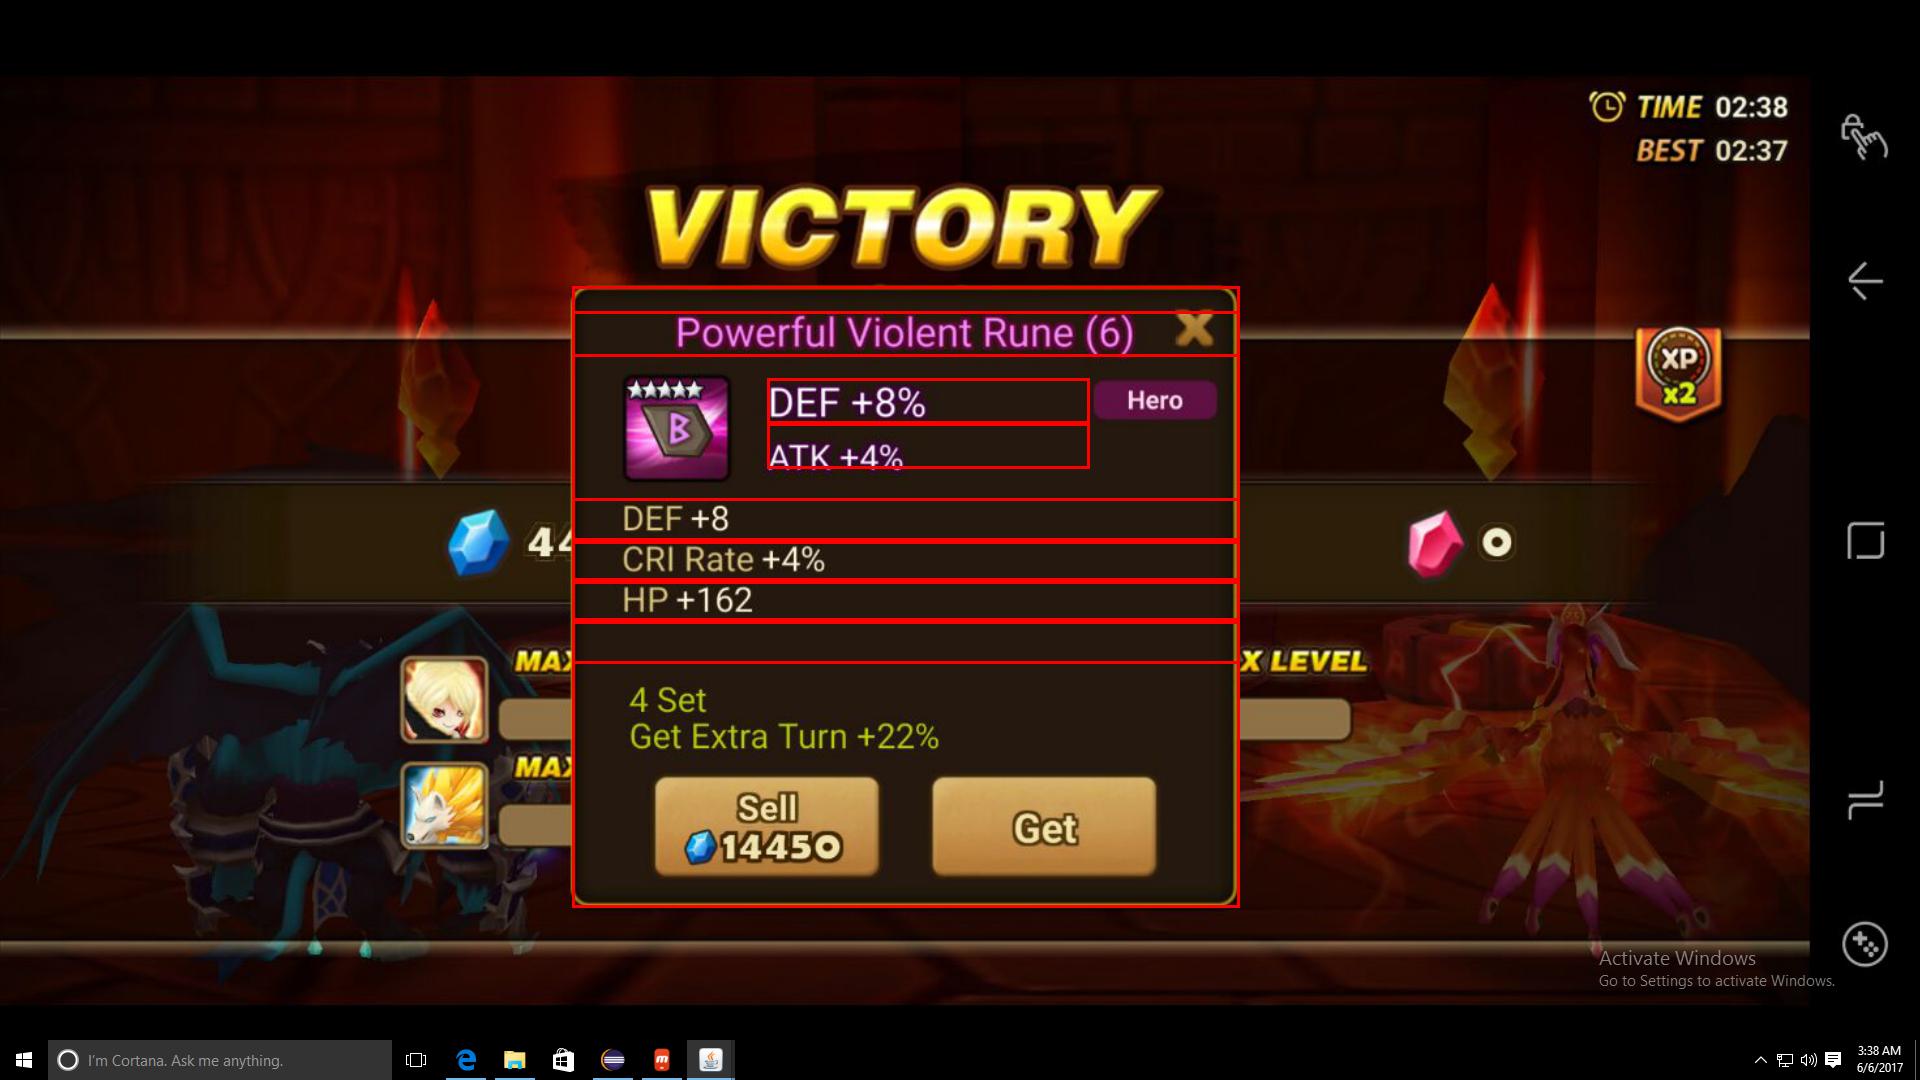 TIME 02:38
BEST 02:37
VICTORY
Powerful Violent Rune (6)
X
XP
x2
DEF +8%
Hero
B
ATK +4%
DEF +8
44
0
CRI Rate +4%
HP +162
MAX
X LEVEL
4 Set
Get Extra Turn +22%
MAX
Sell
14450
Get
Activate Windows
Go to Settings to activate Windows.
I'm Cortana. Ask me anything.
3:38 AM
6/6/2017